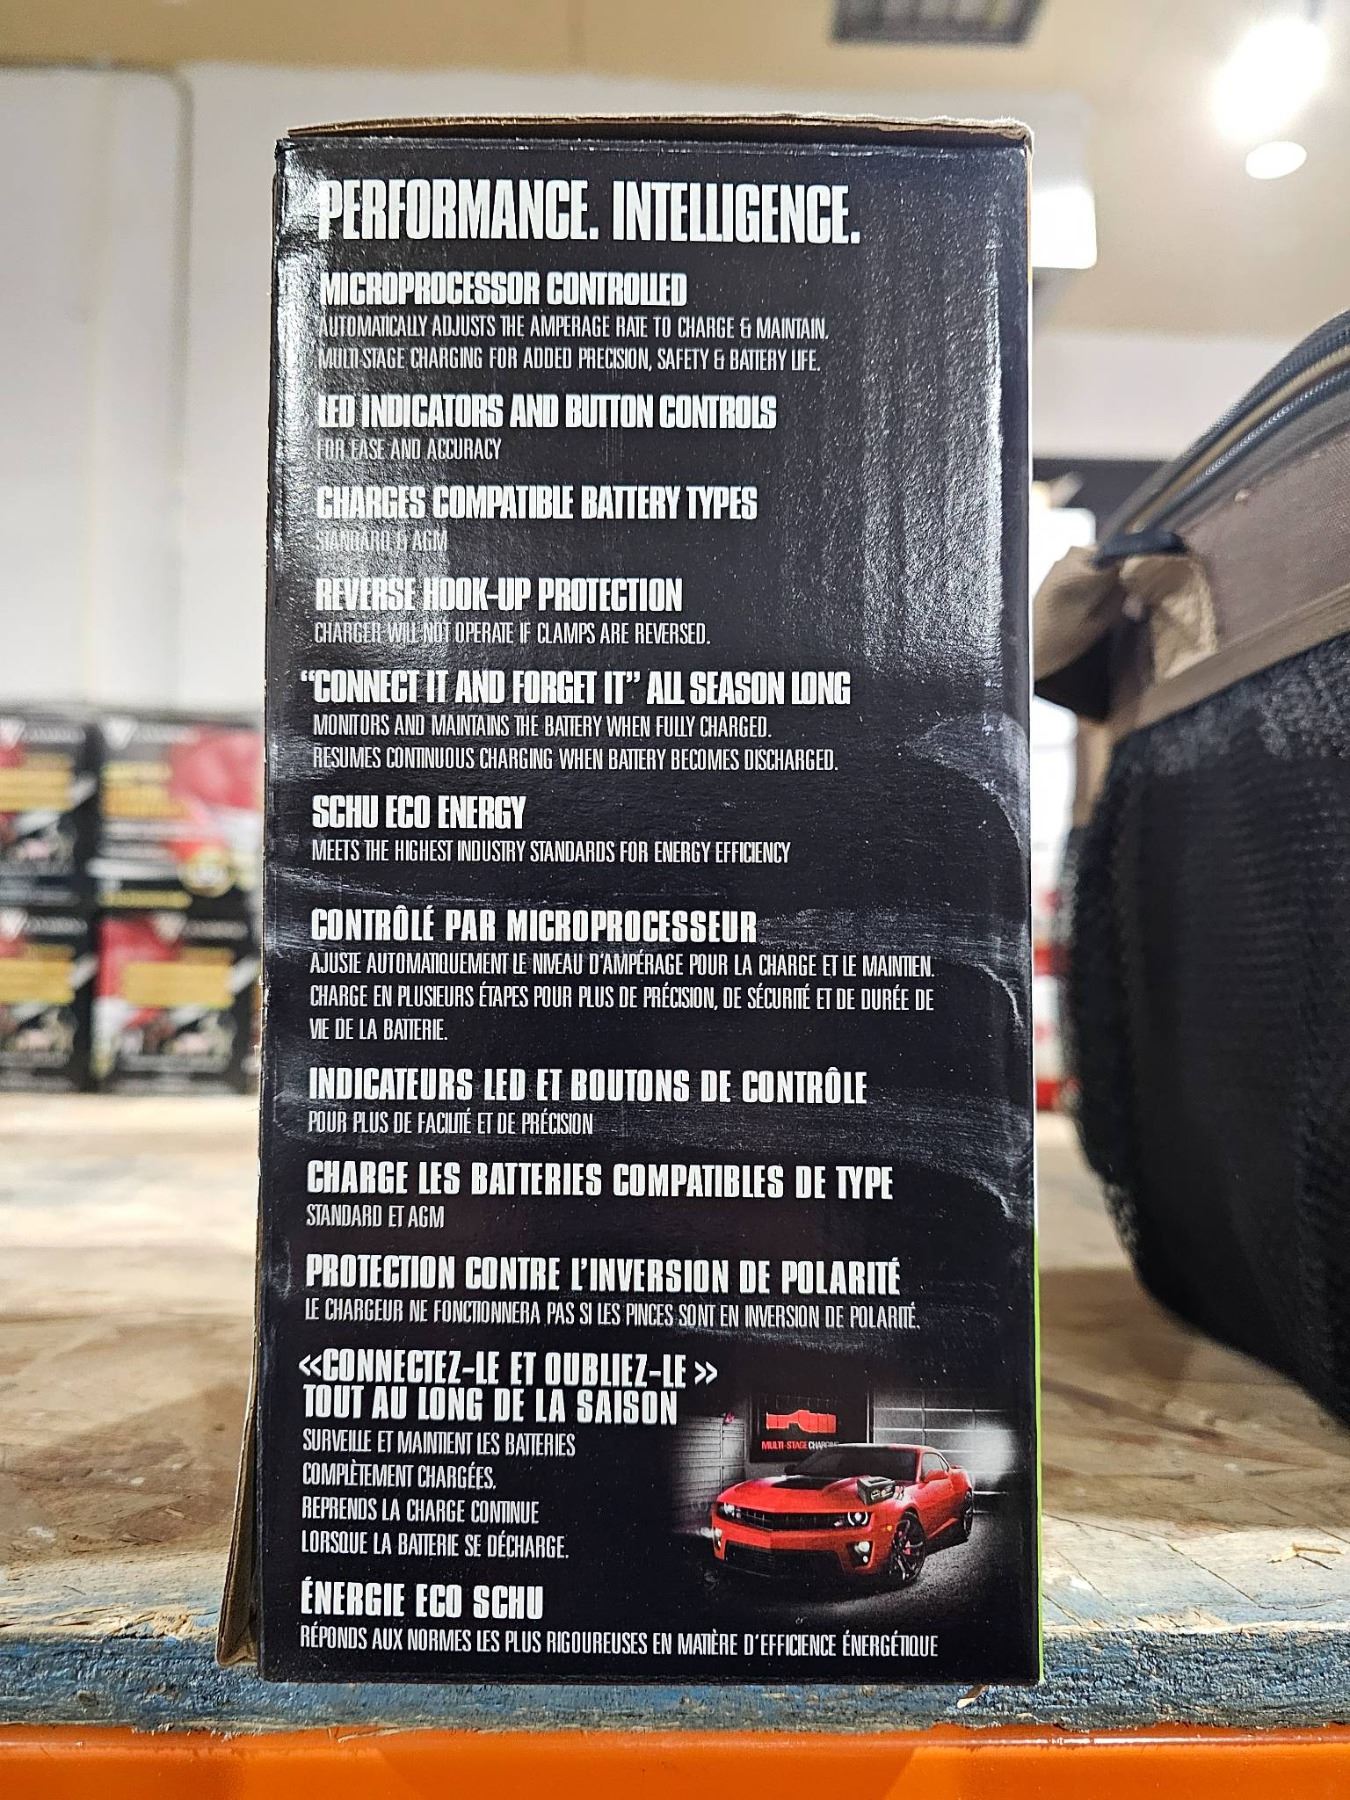 PERFORMANCE. INTELLIGENCE.
MICROPROCESSOR CONTROLLED
AUTOMATICALLY ADJUSTS THE AMPERAGE RATE TO CHARGE & MAINTAIN.
MULTI-STAGE CHARGING FOR ADDED PRECISION, SAFETY & BATTERY LIFE.
LED INDICATORS AND BUTTON CONTROLS
FOR EASE AND ACCURACY
CHARGES COMPATIBLE BATTERY TYPES
STANDARD & AGM
REVERSE HOOK-UP PROTECTION
CHARGER WILL NOT OPERATE IF CLAMPS ARE REVERSED.
“CONNECT IT AND FORGET IT” ALL SEASON LONG
MONITORS AND MAINTAINS THE BATTERY WHEN FULLY CHARGED.
RESUMES CONTINUOUS CHARGING WHEN BATTERY BECOMES DISCHARGED.
SCHU ECO ENERGY
MEETS THE HIGHEST INDUSTRY STANDARDS FOR ENERGY EFFICIENCY
CONTRÔLÉ PAR MICROPROCESSEUR
AJUSTE AUTOMATIQUEMENT LE NIVEAU D'AMPÉRAGE POUR LA CHARGE ET LE MAINTIEN.
CHARGE EN PLUSIEURS ÉTAPES POUR PLUS DE PRÉCISION, DE SÉCURITÉ ET DE DURÉE DE
VIE DE LA BATTERIE.
INDICATEURS LED ET BOUTONS DE CONTRÔLE
POUR PLUS DE FACILITÉ ET DE PRÉCISION
CHARGE LES BATTERIES COMPATIBLES DE TYPE
STANDARD ET AGM
PROTECTION CONTRE L'INVERSION DE POLARITÉ
LE CHARGEUR NE FONCTIONNERA PAS SI LES PINCES SONT EN INVERSION DE POLARITÉ.
«CONNECTEZ-LE ET OUBLIEZ-LE »
TOUT AU LONG DE LA SAISON
SURVEILLE ET MAINTIENT LES BATTERIES
COMPLÈTEMENT CHARGÉES.
REPRENDS LA CHARGE CONTINUE
LORSQUE LA BATTERIE SE DÉCHARGE.
MULTI-STAGE CHARGING
ÉNERGIE ECO SCHU
RÉPONDS AUX NORMES LES PLUS RIGOUREUSES EN MATIÈRE D'EFFICIENCE ÉNERGÉTIQUE